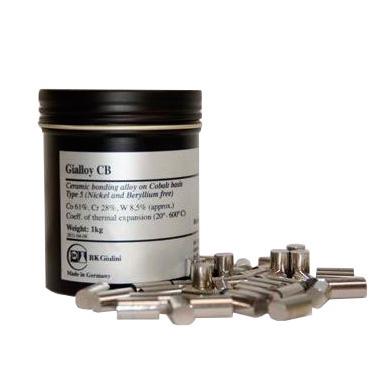 Gialloy CB
Ceramic bonding alloy on Cobalt basis
Type 5 (Nickel and Beryllium free)
Co 61%, Cr 28%, W 8.5% (approx.)
Coeff. of thermal expansion (20°- 600°C)
Weight: 1kg
BK Giulini
Made in Germany